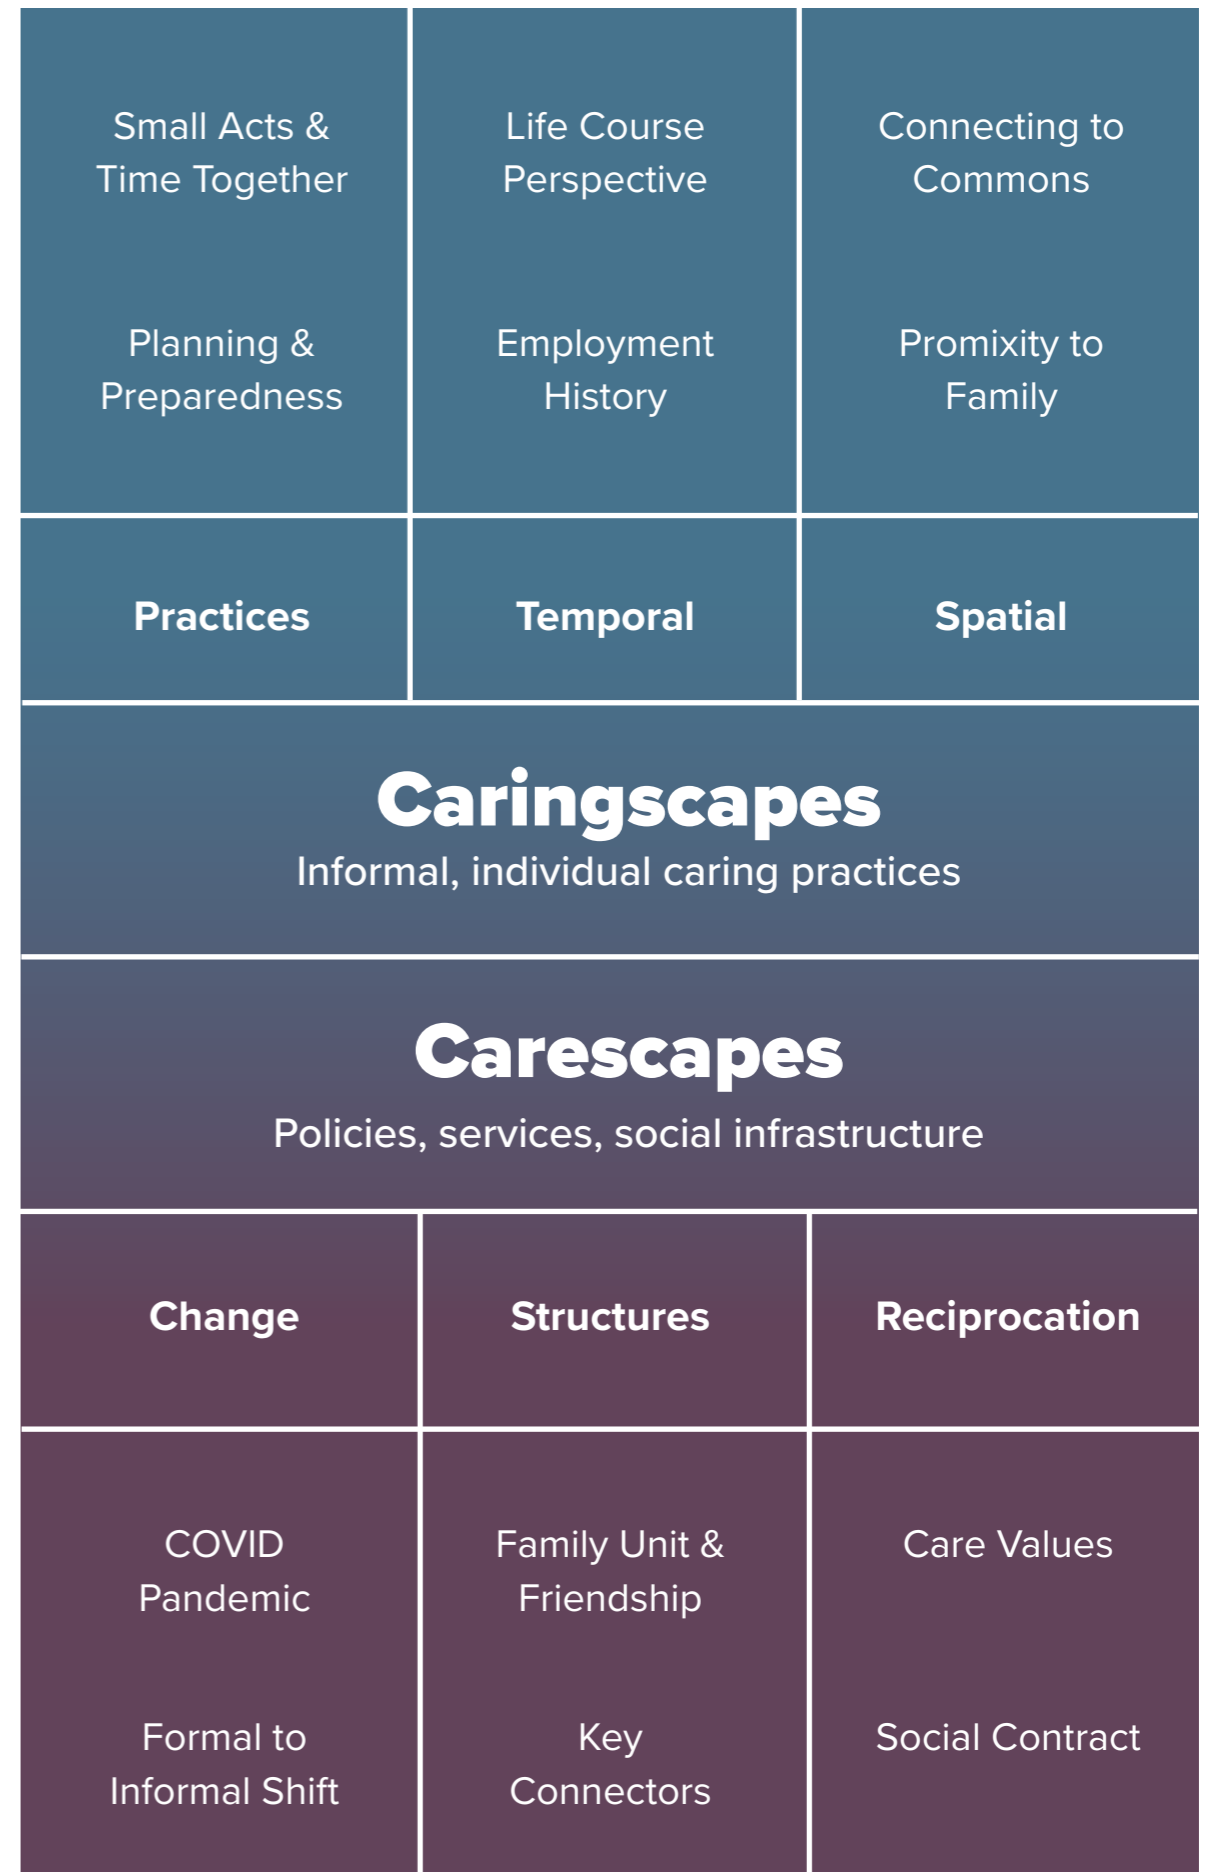 Small Acts &
Time Together
Life Course
Perspective
Connecting to
Commons
Planning &
Preparedness
Employment
History
Promixity to
Family
Practices
Temporal
Spatial
Caringscapes
Informal, individual caring practices
Carescapes
Policies, services, social infrastructure
Change
Structures
Reciprocation
COVID
Pandemic
Family Unit &
Friendship
Care Values
Formal to
Informal Shift
Key
Connectors
Social Contract